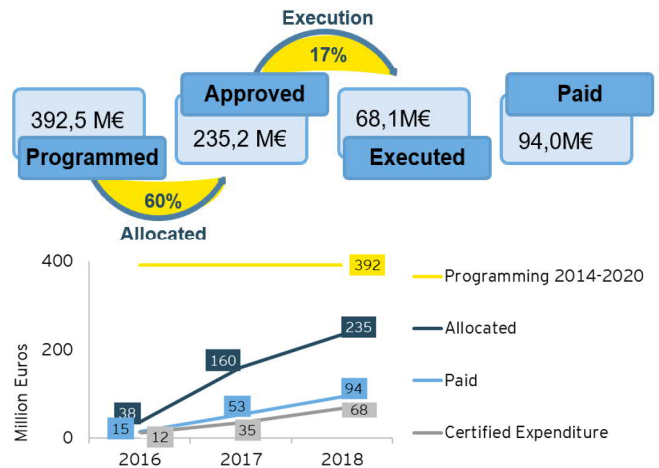 Execution
17%
392,5 M€
Programmed
Approved
235,2 M€
68,1M€
Executed
Paid
94,0M€
60%
Allocated
Million Euros
400
200
0
392
235
160
38
94
53
15
68
35
12
2016
2017
2018
Programming 2014-2020
Allocated
Paid
Certified Expenditure